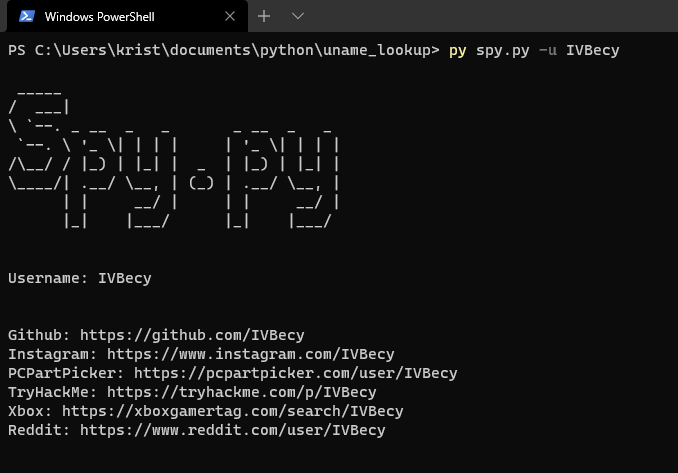 Windows PowerShell
PS C:\Users\krist\documents\python\uname_lookup> py spy.py -u IVBecy
Spy.py
Username: IVBecy
Github: https://github.com/IVBecy
Instagram: https://www.instagram.com/IVBecy
PCPartPicker: https://pcpartpicker.com/user/IVBecy
TryHackMe: https://tryhackme.com/p/IVBecy
Xbox: https://xboxgamertag.com/search/IVBecy
Reddit: https://www.reddit.com/user/IVBecy